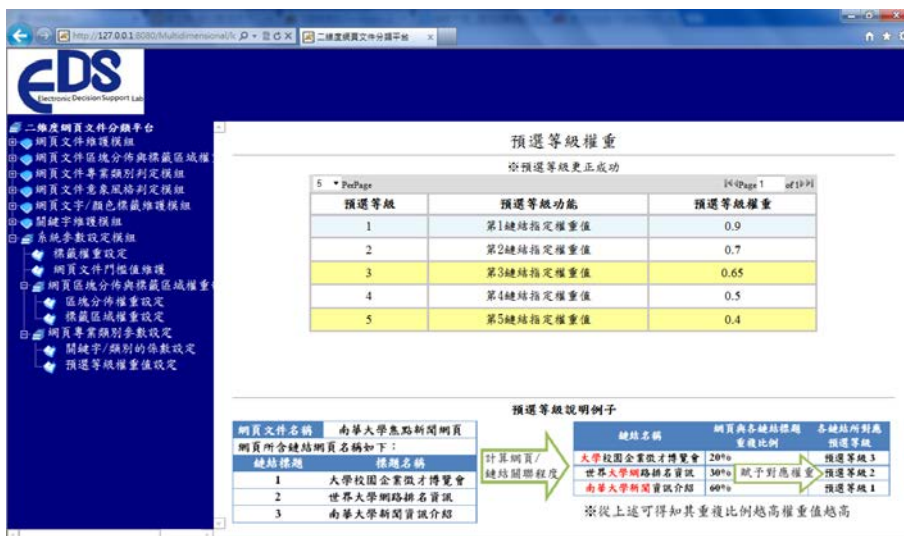 http://127.0.0.1:8080/Multidimensional/lc
二維度網頁文件分類平台
EDS
Electronic Decision Support Lab
二維度網頁文件分類平台
網頁文件維護模組
網頁文件區塊分佈與標籤區域權
網頁文件專業類別判定模組
網頁文件意象風格判定模組
網頁文字/顏色標籤維護模組
關鍵字維護模組
系統參數設定模組
標籤權重設定
網頁文件門檻值維護
網頁區塊分佈與標籤區域權重
區塊分佈權重設定
標籤區域權重設定
網頁專業類別參數設定
關鍵字/類別的係數設定
預選等級權重值設定
預選等級權重
※預選等級更正成功
5 PerPage Page 1 of 1
預選等級 預選等級功能 預選等級權重
1 第1鏈結指定權重值 0.9
2 第2鏈結指定權重值 0.7
3 第3鏈結指定權重值 0.65
4 第4鏈結指定權重值 0.5
5 第5鏈結指定權重值 0.4
預選等級說明例子
網頁文件名稱 南華大學焦點新聞網頁
網頁所含鏈結網頁名稱如下：
鏈結標題 標題名稱
1 大學校園企業徵才博覽會
2 世界大學網路排名資訊
3 南華大學新聞資訊介紹
計算網頁/
鏈結關聯程度
鏈結名稱 網頁與各鏈結標題重複比例 各鏈結所對應預選等級
大學校園企業徵才博覽會 20% 預選等級 3
世界大學網路排名資訊 30% 賦予對應權重 預選等級 2
南華大學新聞資訊介紹 60% 預選等級 1
※從上述可得知其重複比例越高權重值越高